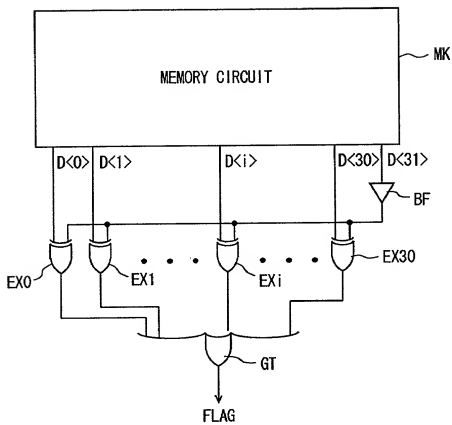 MEMORY CIRCUIT
MK
D<0> D<1> D<i> D<30> D<31>
BF
EX0 EX1 EXi EX30
GT
FLAG